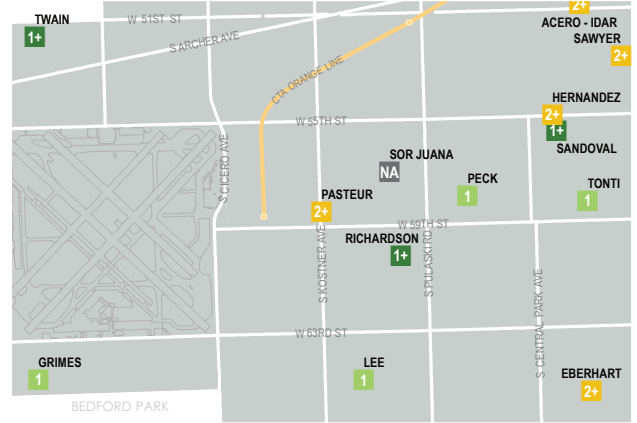 TWAIN
1+
W 51ST ST
S ARCHER AVE
CTA ORANGE LINE
2+
ACERO - IDAR
SAWYER
2+
HERNANDEZ
2+
1+
SANDOVAL
W 55TH ST
S CICERO AVE
SOR JUANA
NA
PECK
1
TONTI
1
PASTEUR
2+
W 59TH ST
RICHARDSON
1+
S KOSTNER AVE
S PULASKI RD
S CENTRAL PARK AVE
W 63RD ST
GRIMES
1
LEE
1
EBERHART
2+
BEDFORD PARK